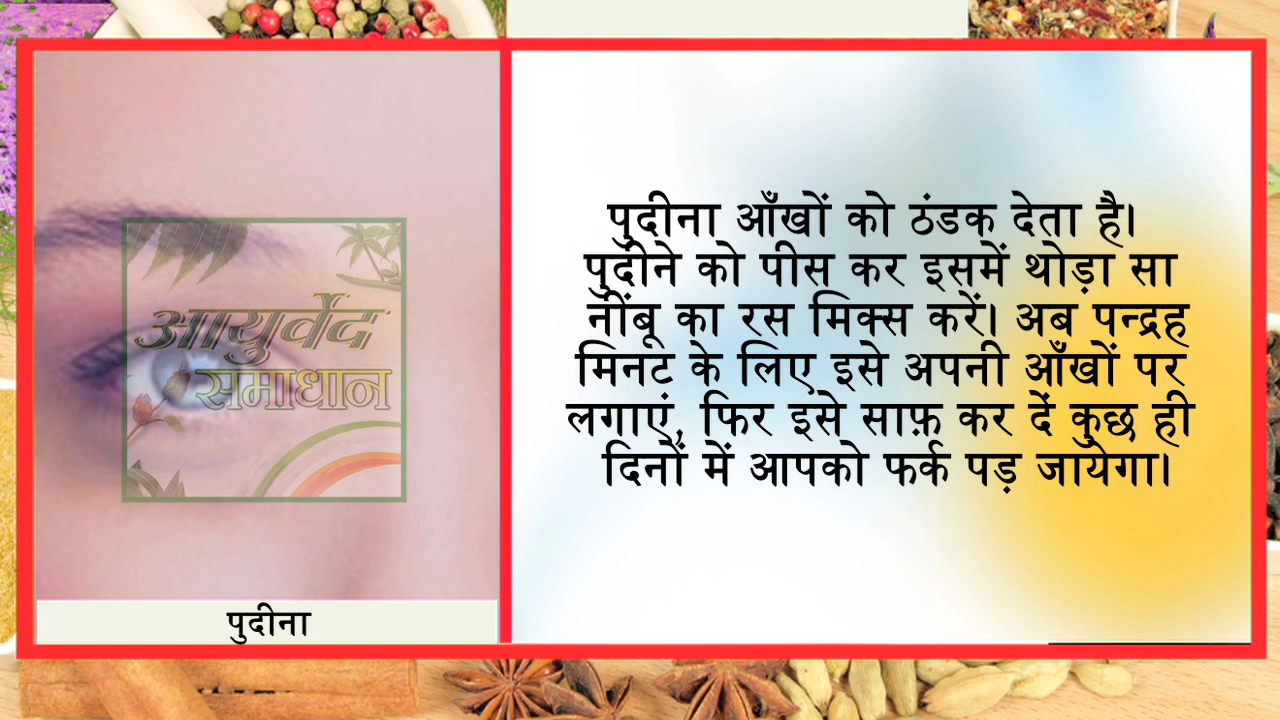 आयुर्वेद
समाधान
पुदीना
पुदीना आँखों को ठंडक देता है।
पुदीने को पीस कर इसमें थोड़ा सा
नींबू का रस मिक्स करें। अब पन्द्रह
मिनट के लिए इसे अपनी आँखों पर
लगाएं, फिर इसे साफ़ कर दें कुछ ही
दिनों में आपको फर्क पड़ जायेगा।